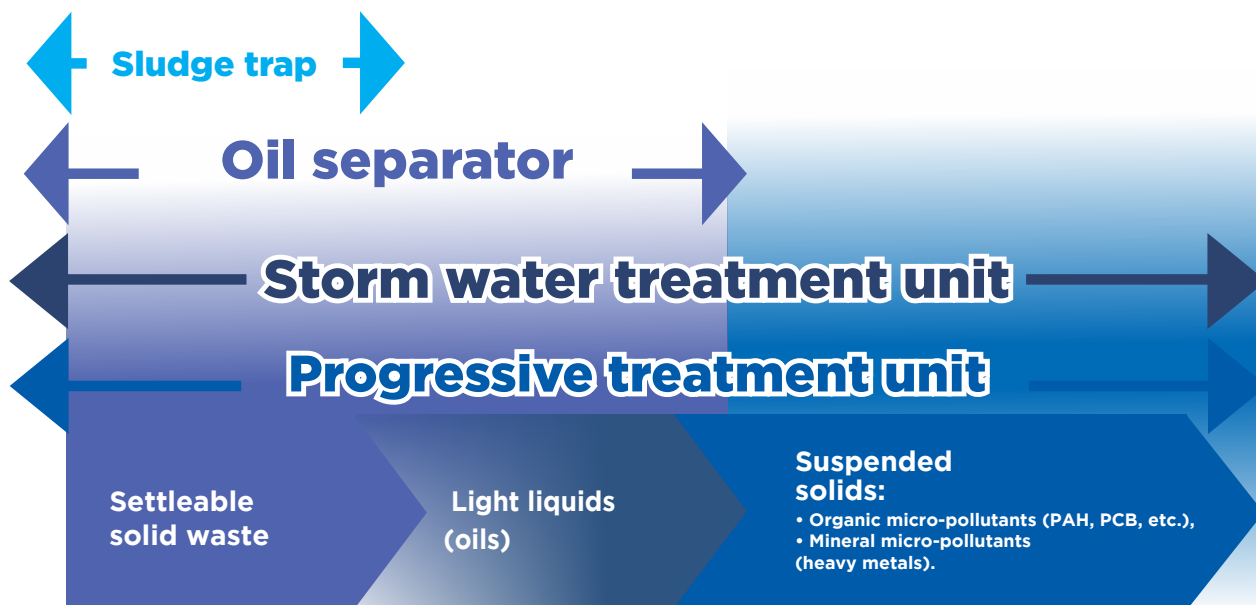 Sludge trap
Oil separator
Storm water treatment unit
Progressive treatment unit
Settleable
solid waste
Light liquids
(oils)
Suspended
solids:
• Organic micro-pollutants (PAH, PCB, etc.),
• Mineral micro-pollutants
(heavy metals).